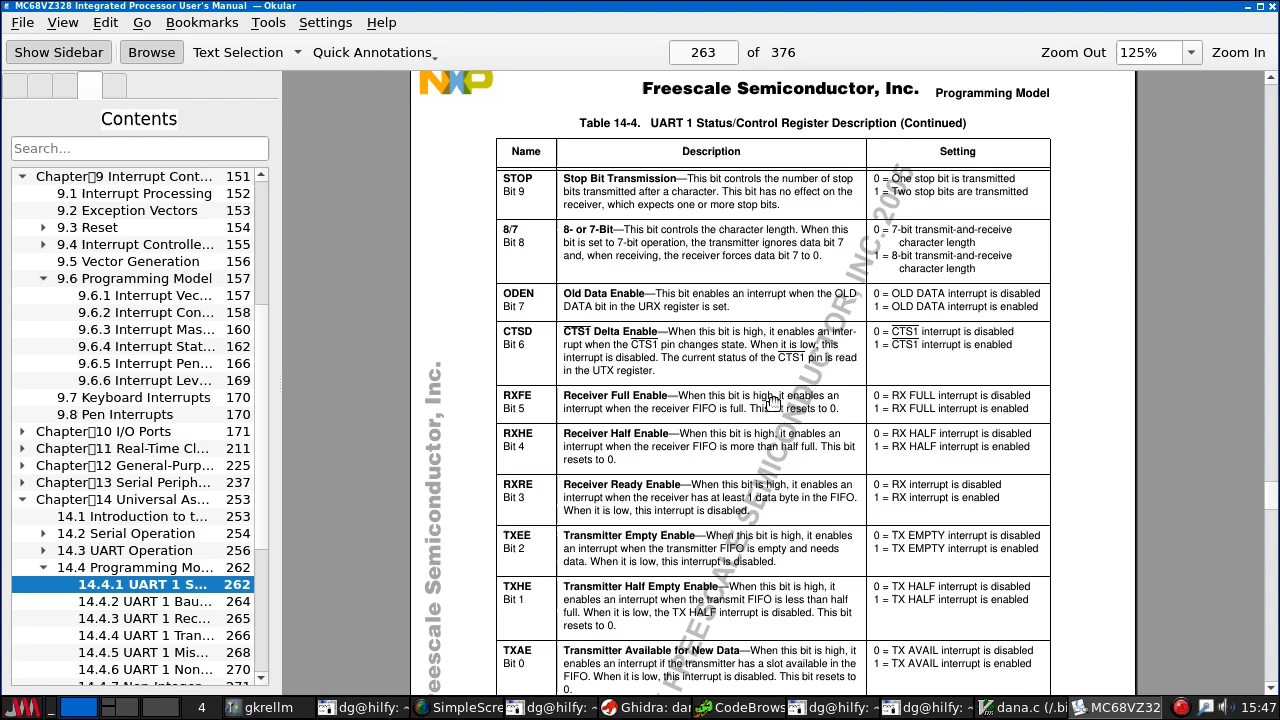 MC68VZ328 Integrated Processor User's Manual — Okular
File View Edit Go Bookmarks Tools Settings Help
Show Sidebar Browse Text Selection Quick Annotations 263 of 376 Zoom Out 125% Zoom In
Contents
Search...
Chapter 9 Interrupt Cont... 151
9.1 Interrupt Processing 152
9.2 Exception Vectors 153
9.3 Reset 154
9.4 Interrupt Controlle... 155
9.5 Vector Generation 156
9.6 Programming Model 157
9.6.1 Interrupt Vec... 157
9.6.2 Interrupt Con... 158
9.6.3 Interrupt Mas... 160
9.6.4 Interrupt Stat... 162
9.6.5 Interrupt Pen... 166
9.6.6 Interrupt Lev... 169
9.7 Keyboard Interrupts 170
9.8 Pen Interrupts 170
Chapter 10 I/O Ports 171
Chapter 11 Real-Time Cl... 211
Chapter 12 General-Purp... 225
Chapter 13 Serial Periph... 237
Chapter 14 Universal As... 253
14.1 Introduction to t... 253
14.2 Serial Operation 254
14.3 UART Operation 256
14.4 Programming Mo... 262
14.4.1 UART 1 S... 262
14.4.2 UART 1 Bau... 264
14.4.3 UART 1 Rec... 265
14.4.4 UART 1 Tran... 266
14.4.5 UART 1 Mis... 268
14.4.6 UART 1 Non... 270
NXP
Freescale Semiconductor, Inc. Programming Model
Table 14-4. UART 1 Status/Control Register Description (Continued)
Name Description Setting
STOP
Bit 9
Stop Bit Transmission—This bit controls the number of stop
bits transmitted after a character. This bit has no effect on the
receiver, which expects one or more stop bits.
0 = One stop bit is transmitted
1 = Two stop bits are transmitted
8/7
Bit 8
8- or 7-Bit—This bit controls the character length. When this
bit is set to 7-bit operation, the transmitter ignores data bit 7
and, when receiving, the receiver forces data bit 7 to 0.
0 = 7-bit transmit-and-receive
character length
1 = 8-bit transmit-and-receive
character length
ODEN
Bit 7
Old Data Enable—This bit enables an interrupt when the OLD
DATA bit in the URX register is set.
0 = OLD DATA interrupt is disabled
1 = OLD DATA interrupt is enabled
CTSD
Bit 6
CTS1 Delta Enable—When this bit is high, it enables an inter-
rupt when the CTS1 pin changes state. When it is low, this
interrupt is disabled. The current status of the CTS1 pin is read
in the UTX register.
0 = CTS1 interrupt is disabled
1 = CTS1 interrupt is enabled
RXFE
Bit 5
Receiver Full Enable—When this bit is high, it enables an
interrupt when the receiver FIFO is full. This bit resets to 0.
0 = RX FULL interrupt is disabled
1 = RX FULL interrupt is enabled
RXHE
Bit 4
Receiver Half Enable—When this bit is high, it enables an
interrupt when the receiver FIFO is more than half full. This bit
resets to 0.
0 = RX HALF interrupt is disabled
1 = RX HALF interrupt is enabled
RXRE
Bit 3
Receiver Ready Enable—When this bit is high, it enables an
interrupt when the receiver has at least 1 data byte in the FIFO.
When it is low, this interrupt is disabled.
0 = RX interrupt is disabled
1 = RX interrupt is enabled
TXEE
Bit 2
Transmitter Empty Enable—When this bit is high, it enables
an interrupt when the transmitter FIFO is empty and needs
data. When it is low, this interrupt is disabled.
0 = TX EMPTY interrupt is disabled
1 = TX EMPTY interrupt is enabled
TXHE
Bit 1
Transmitter Half Empty Enable—When this bit is high, it
enables an interrupt when the transmit FIFO is less than half
full. When it is low, the TX HALF interrupt is disabled. This bit
resets to 0.
0 = TX HALF interrupt is disabled
1 = TX HALF interrupt is enabled
TXAE
Bit 0
Transmitter Available for New Data—When this bit is high, it
enables an interrupt if the transmitter has a slot available in the
FIFO. When it is low, this interrupt is disabled. This bit resets to
0.
0 = TX AVAIL interrupt is disabled
1 = TX AVAIL interrupt is enabled
eescale Semiconductor, Inc.
FREESCALE SEMICONDUCTOR, INC. 2005
4 gkrellm dg@hilfy: ... SimpleScre dg@hilfy: ... Ghidra: dar CodeBrows dg@hilfy: ... dg@hilfy: ... dana.c (/.bi MC68VZ32 15:47